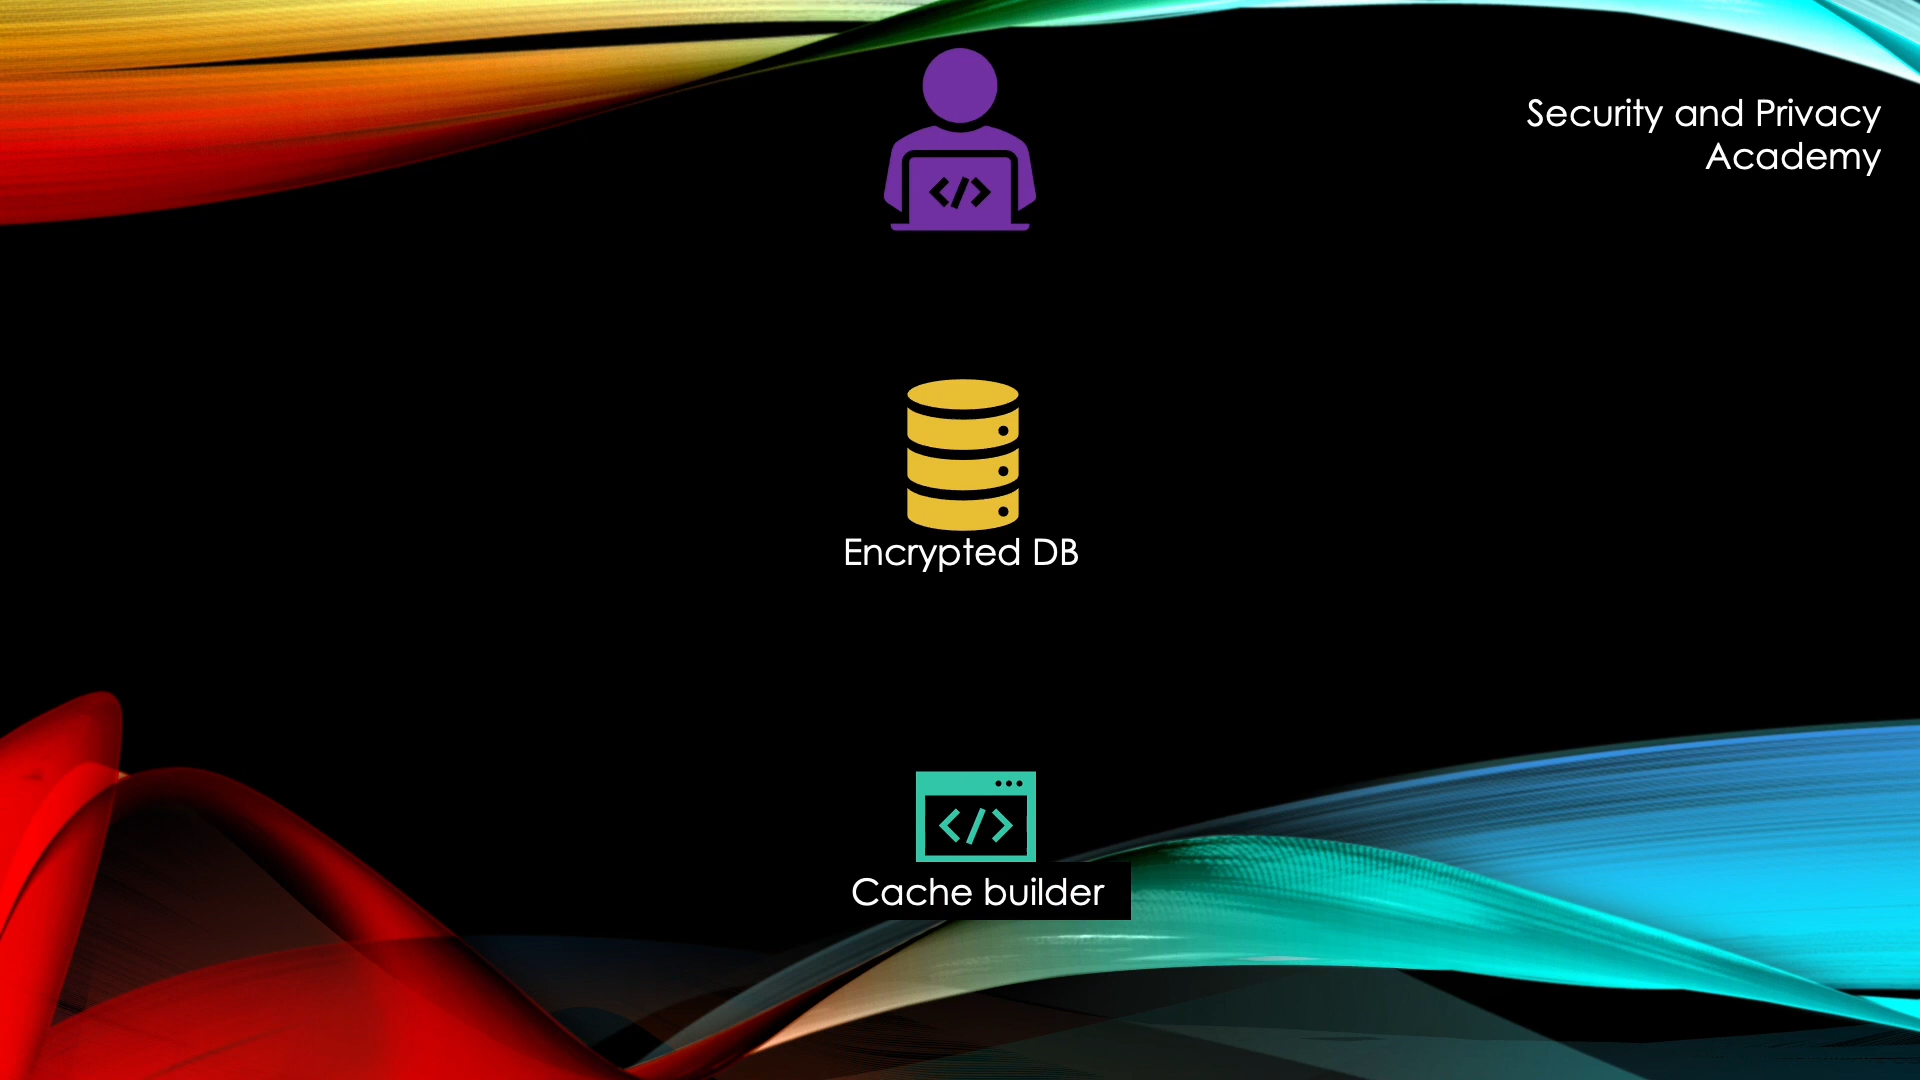 Security and Privacy
Academy
</>
Encrypted DB
</>
Cache builder